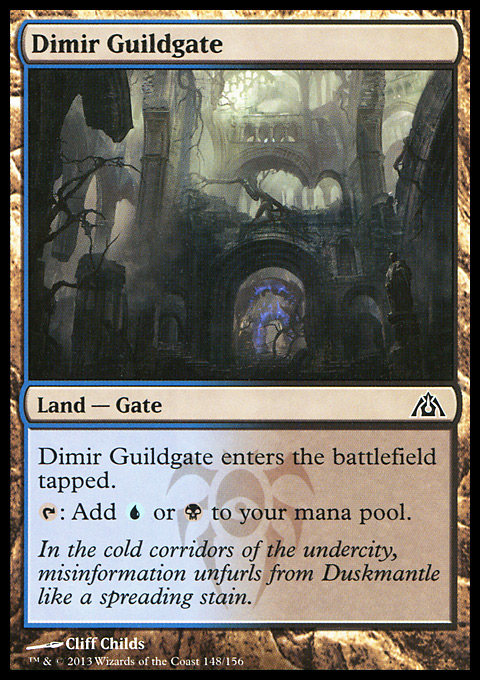 Dimir Guildgate
Land — Gate
Dimir Guildgate enters the battlefield
tapped.
: Add or to your mana pool.
In the cold corridors of the undercity,
misinformation unfurls from Duskmantle
like a spreading stain.
Cliff Childs
™ & © 2013 Wizards of the Coast 148/156